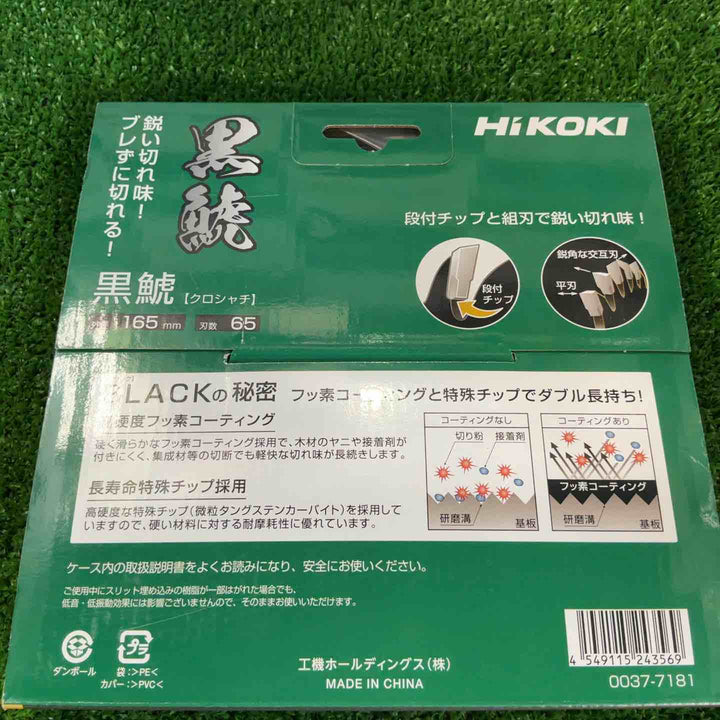 HiKOKI
鋭い切れ味！
ブレずに切れる！
黒鯱
黒鯱【クロシャチ】
165mm 刃数 65
段付チップと組刃で鋭い切れ味！
段付
チップ
鋭角な交互刃
平刃
LACKの秘密 フッ素コーティングと特殊チップでダブル長持ち！
硬度フッ素コーティング
硬く滑らかなフッ素コーティング採用で、木材のヤニや接着剤が
付きにくく、集成材等の切断でも軽快な切れ味が長続きします。
長寿命特殊チップ採用
高硬度な特殊チップ（微粒タングステンカーバイト）を採用して
いますので、硬い材料に対する耐摩耗性に優れています。
コーティングなし
切り粉 接着剤
研磨溝 基板
コーティングあり
フッ素コーティング
研磨溝 基板
ケース内の取扱説明書をよくお読みになり、安全にお使いください。
ご使用中にスリット埋め込みの樹脂が一部はがれた場合でも、
低音・低振動効果には影響ございませんので、そのままお使いいただけます。
ダンボール
プラ
袋：>PE<
カバー：>PVC<
工機ホールディングス（株）
MADE IN CHINA
4 549115 243569
0037-7181